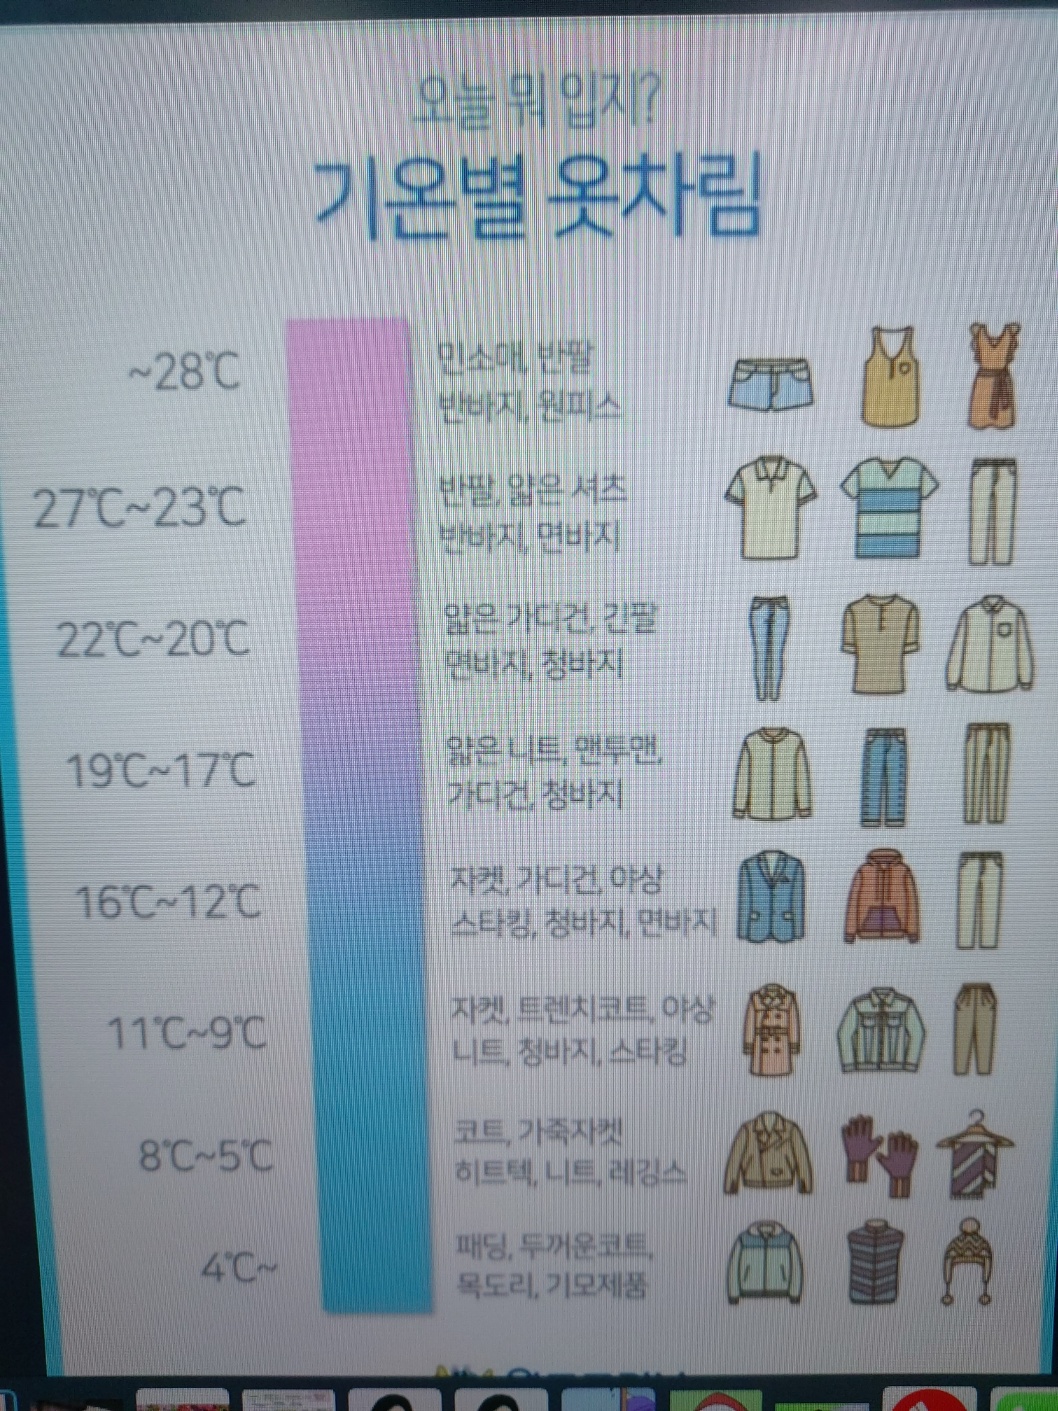 오늘 뭐 입지?
기온별 옷차림
~28℃
민소매, 반팔
반바지, 원피스
27℃~23℃
반팔, 얇은 셔츠
반바지, 면바지
22℃~20℃
얇은 가디건, 긴팔
면바지, 청바지
19℃~17℃
얇은 니트, 맨투맨,
가디건, 청바지
16℃~12℃
자켓, 가디건, 야상
스타킹, 청바지, 면바지
11℃~9℃
자켓, 트렌치코트, 야상
니트, 청바지, 스타킹
8℃~5℃
코트, 가죽자켓
히트텍, 니트, 레깅스
4℃~
패딩, 두꺼운코트,
목도리, 기모제품